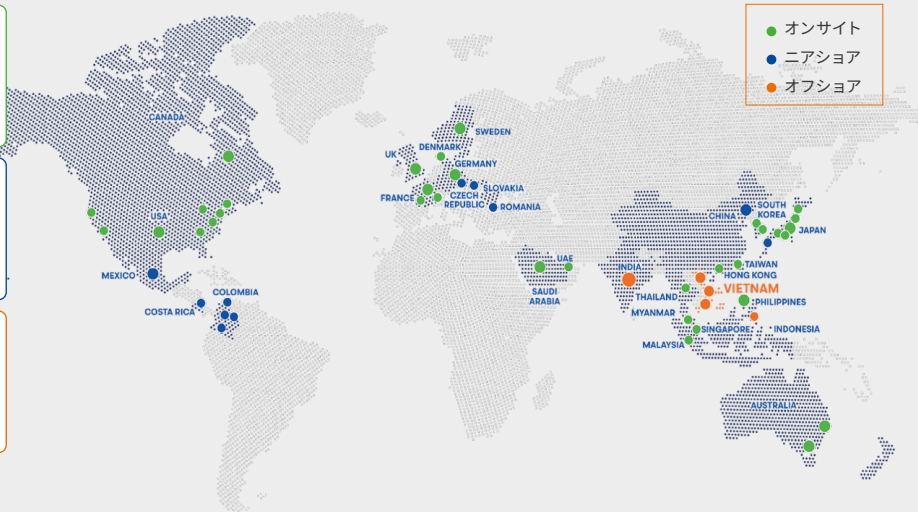 オンサイト
ニアショア
オフショア
CANADA
SWEDEN
DENMARK
UK
GERMANY
SLOVAKIA
FRANCE
CZECH
REPUBLIC
ROMANIA
USA
CHINA
SOUTH
KOREA
JAPAN
UAE
INDIA
TAIWAN
HONG KONG
MEXICO
COLOMBIA
SAUDI
ARABIA
THAILAND
VIETNAM
COSTA RICA
PHILIPPINES
MYANMAR
SINGAPORE
INDONESIA
MALAYSIA
AUSTRALIA